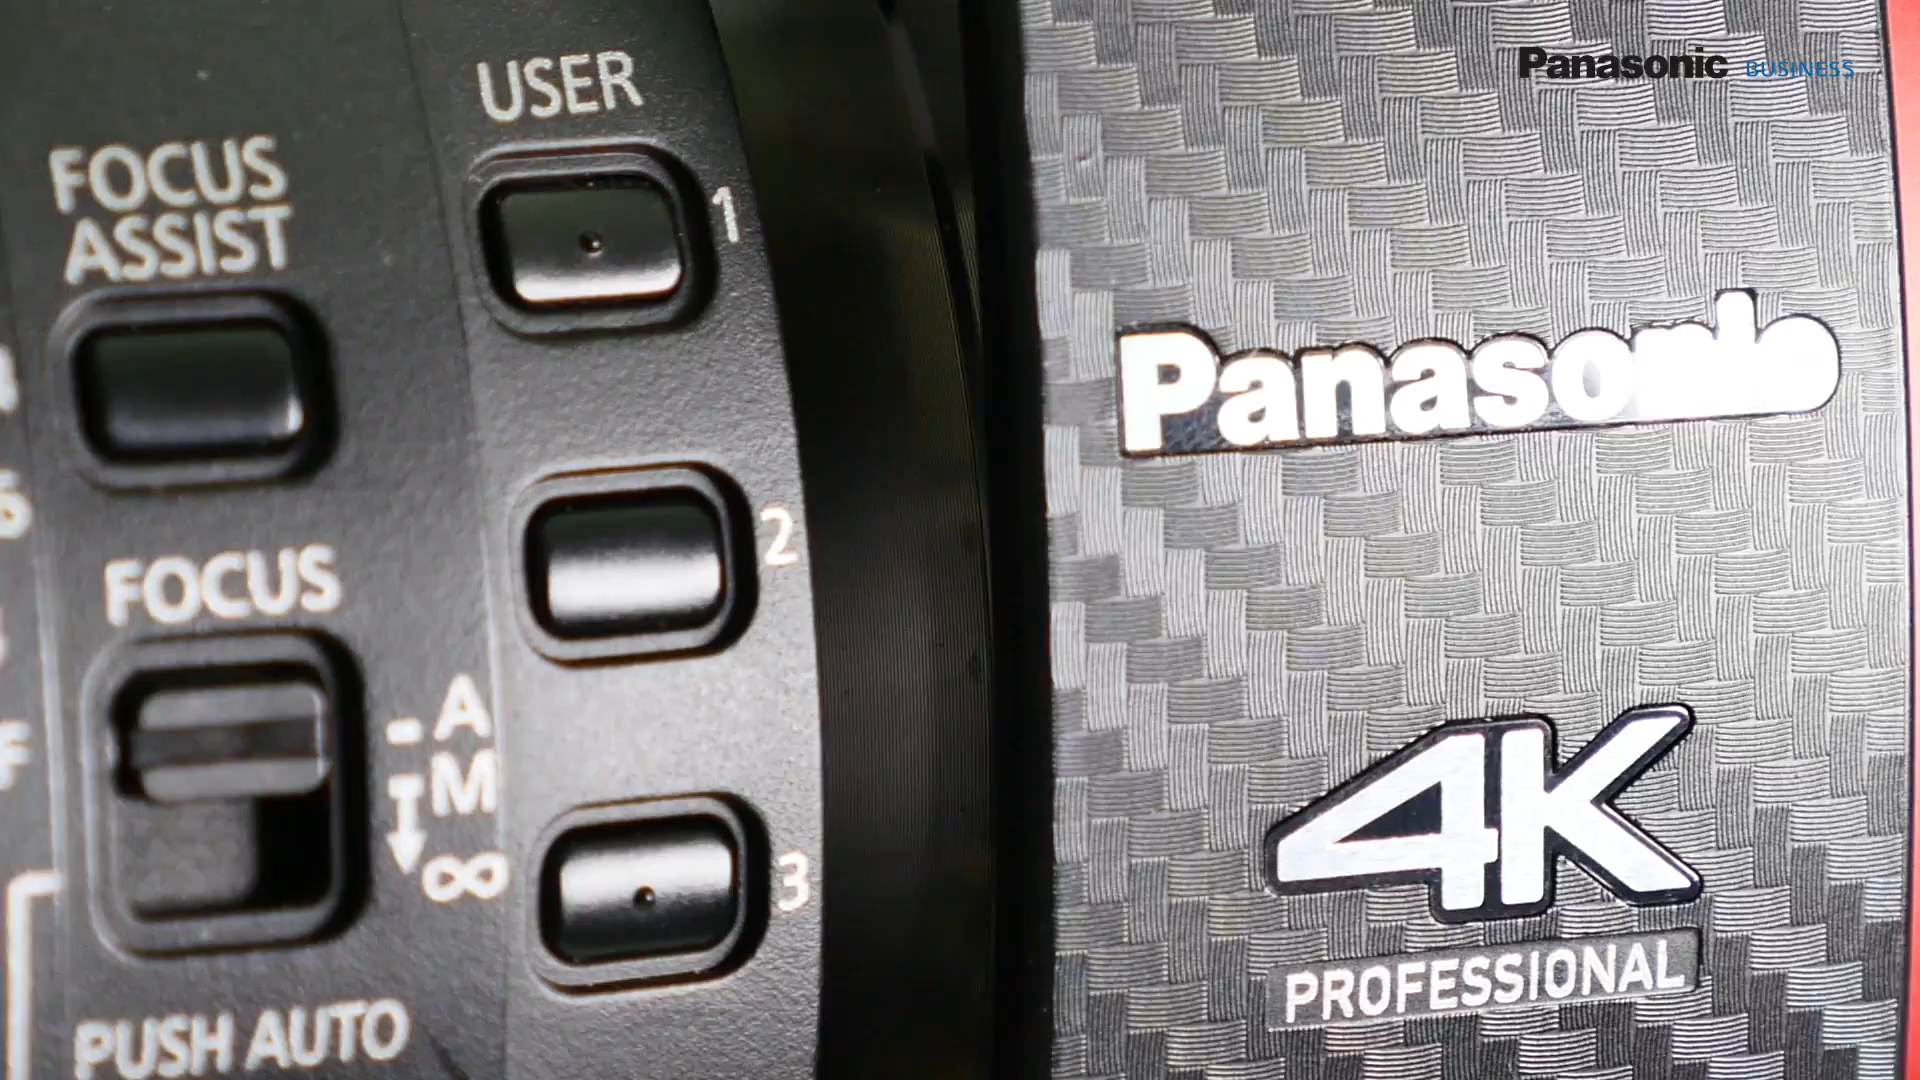 USER
FOCUS
ASSIST
1
2
FOCUS
A
M
∞
3
PUSH AUTO
Panasonic BUSINESS
Panasonic
4K
PROFESSIONAL